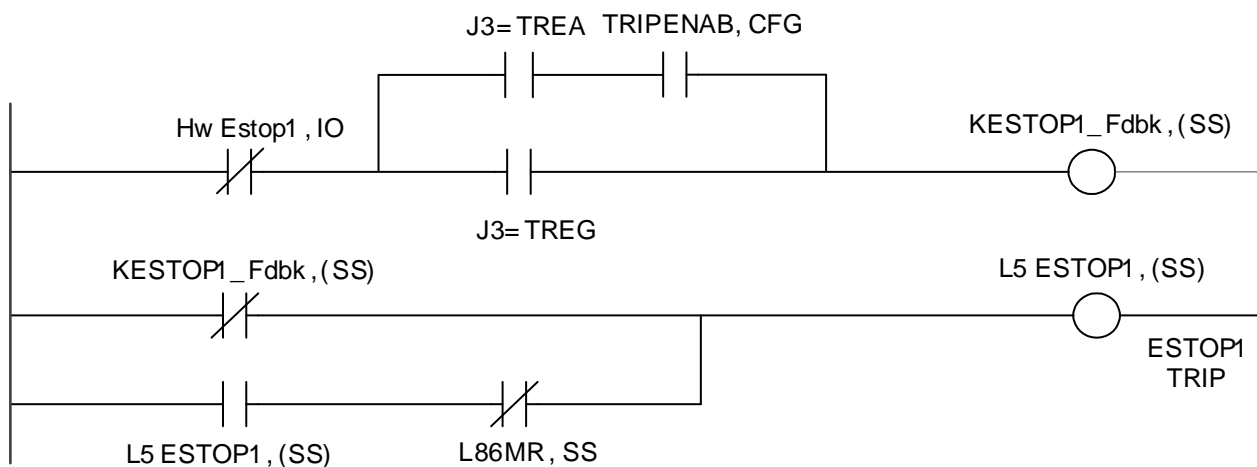 J3=TREA TRIPENAB, CFG
Hw Estop1, IO
KESTOP1_Fdbk, (SS)
J3=TREG
KESTOP1_Fdbk, (SS)
L5 ESTOP1, (SS)
ESTOP1
TRIP
L5 ESTOP1, (SS)
L86MR, SS